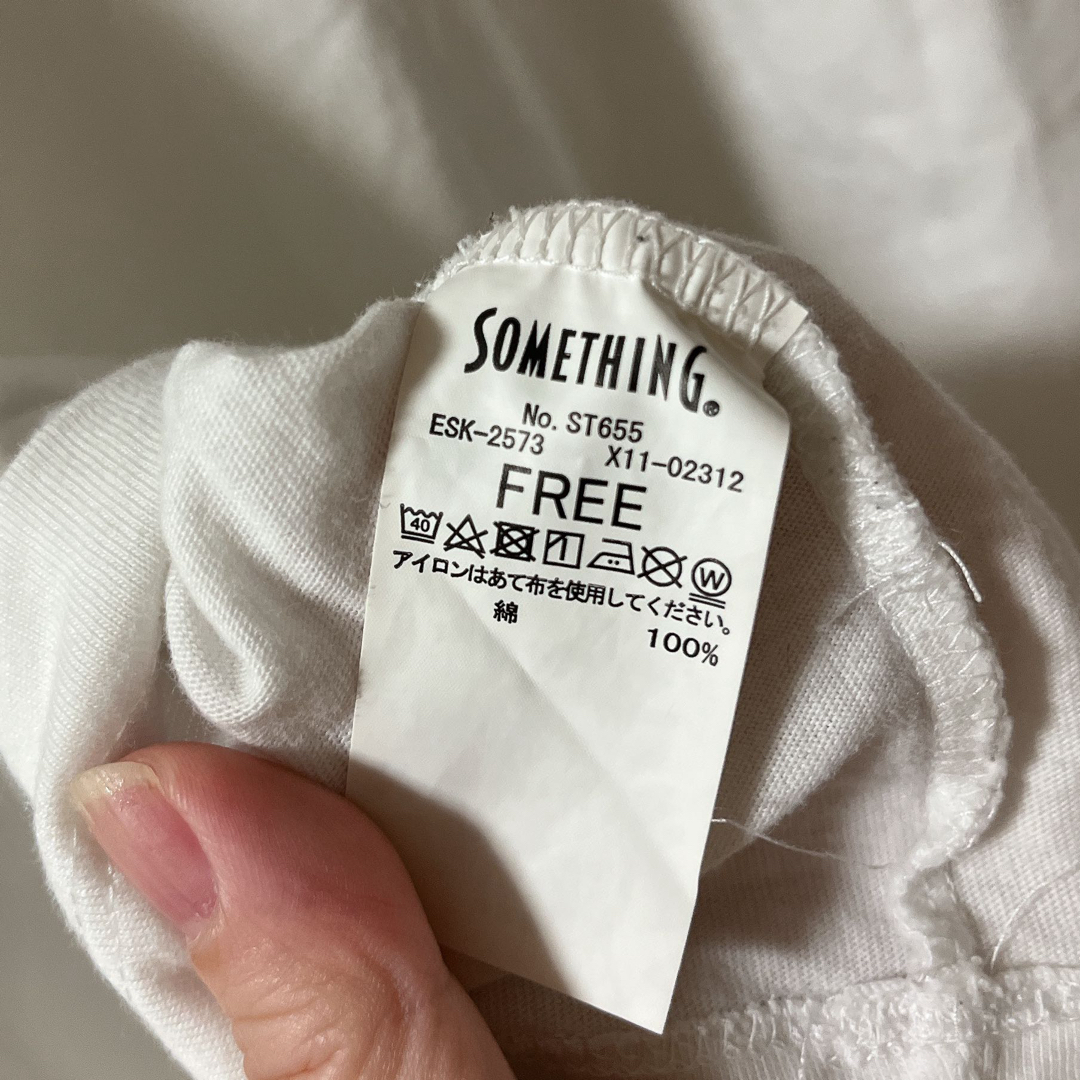 SOMETHING®
No. ST655
ESK-2573 X11-02312
FREE
40 W
アイロンはあて布を使用してください。
綿 100%